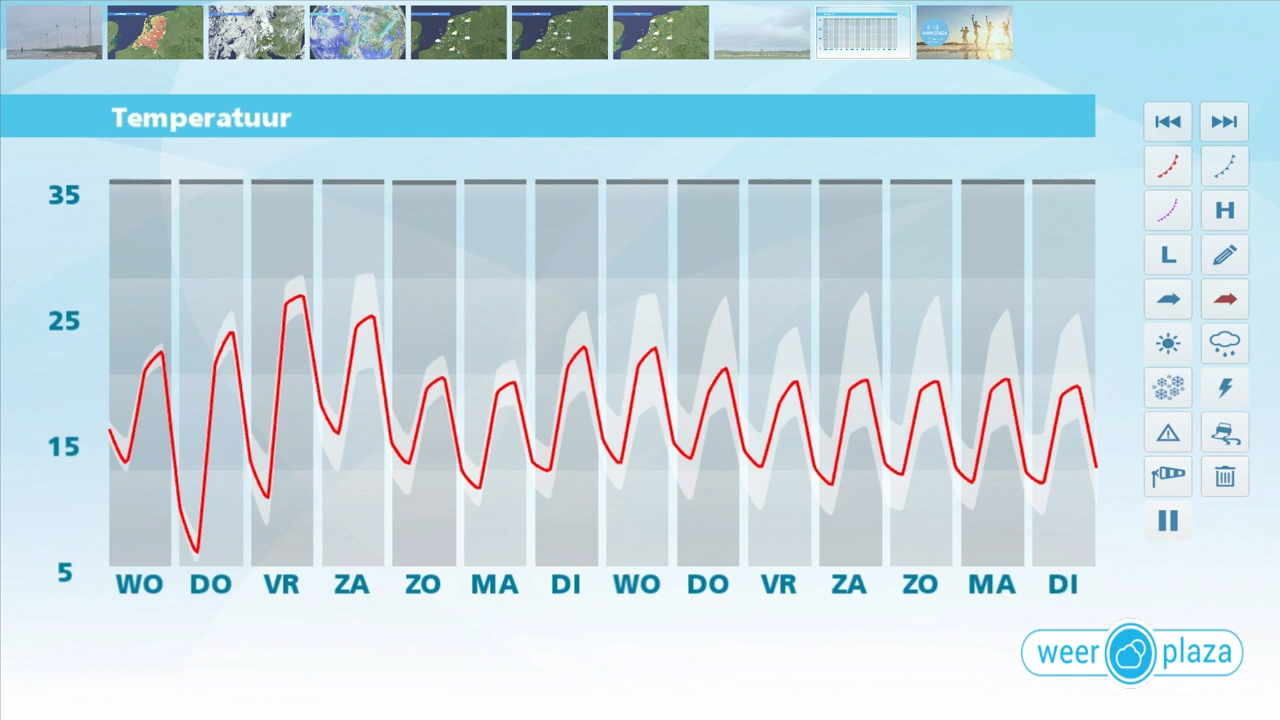 Temperatuur
35
25
15
5
WO DO VR ZA ZO MA DI WO DO VR ZA ZO MA DI
H
L
weer plaza